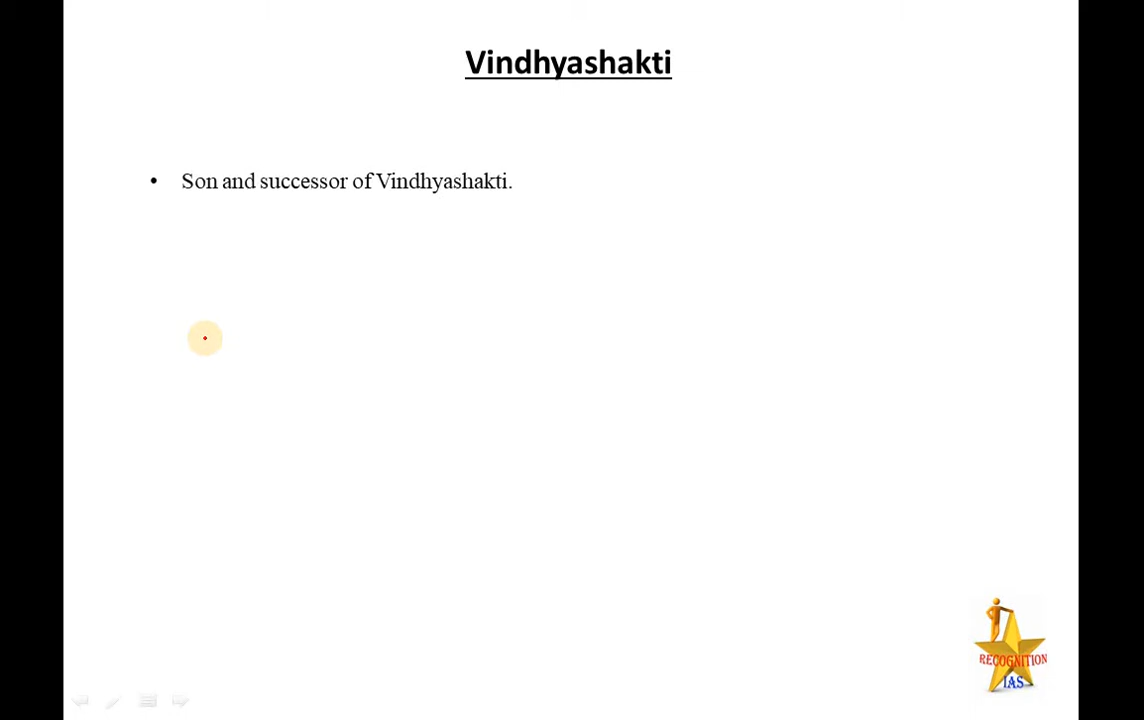 Vindhyashakti
• Son and successor of Vindhyashakti.
RECOGNITION
IAS